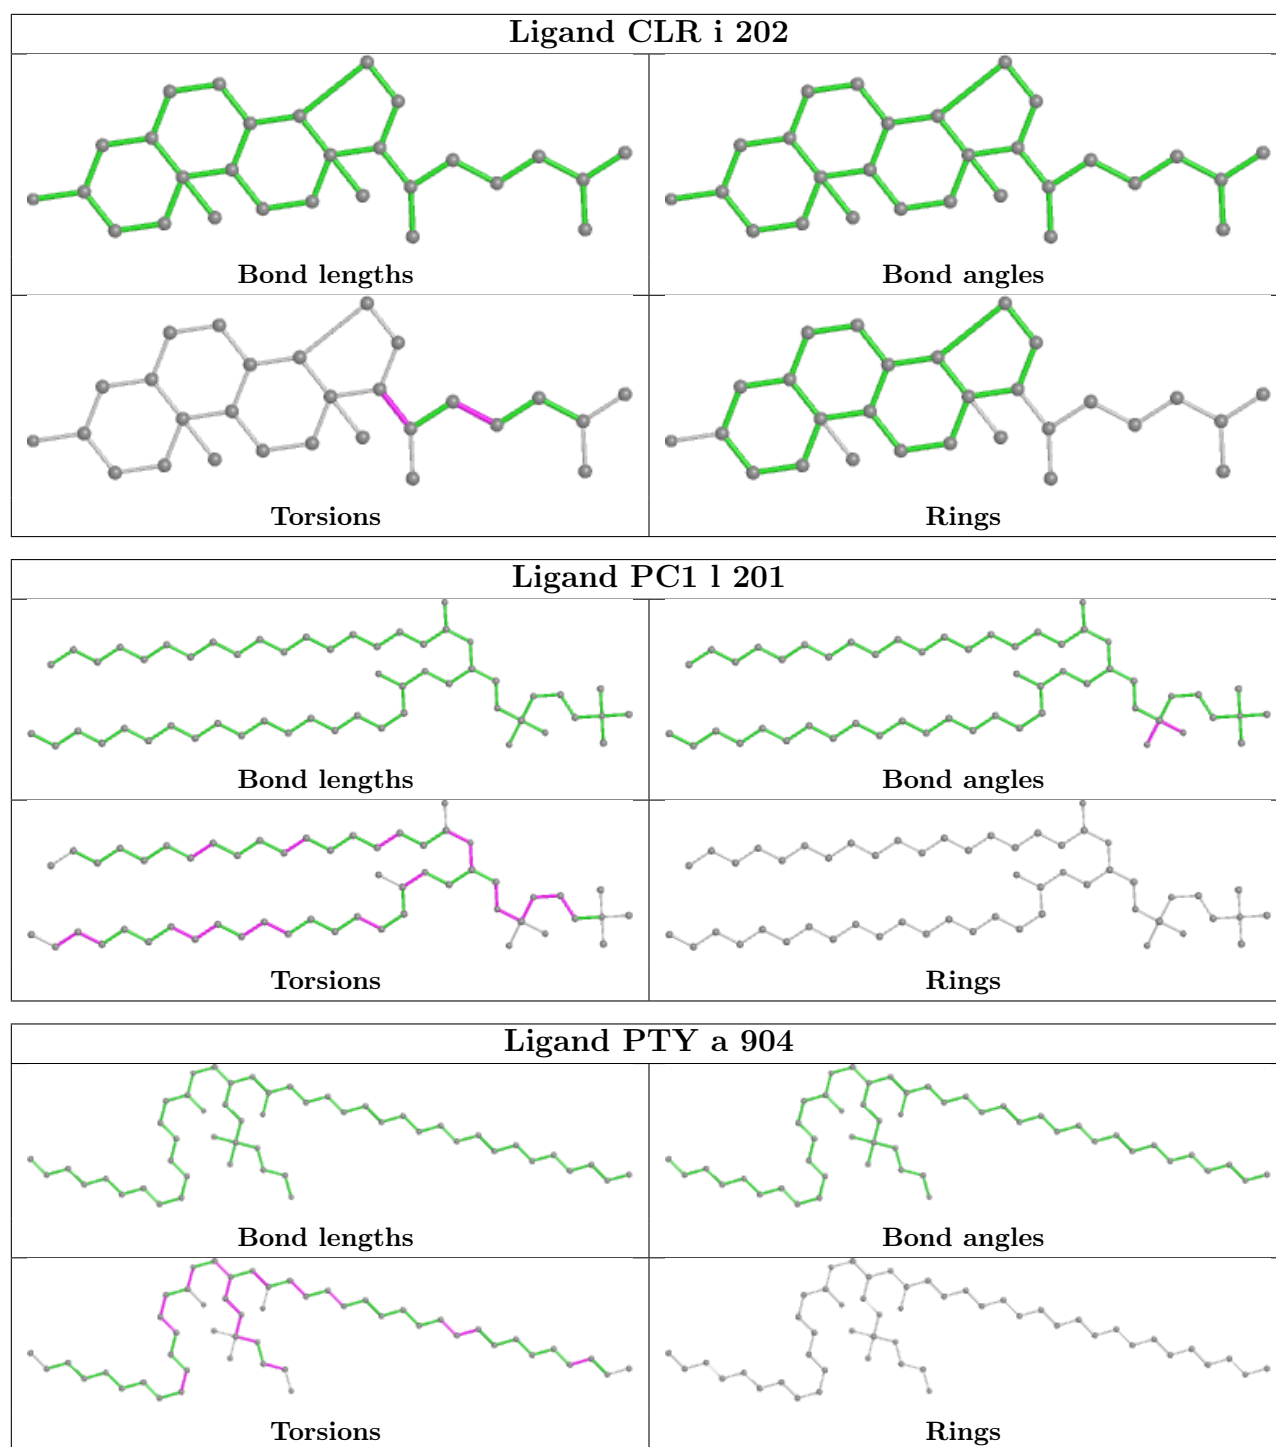 Ligand CLR i 202
Bond lengths
Bond angles
Torsions
Rings
Ligand PC1 l 201
Bond lengths
Bond angles
Torsions
Rings
Ligand PTY a 904
Bond lengths
Bond angles
Torsions
Rings